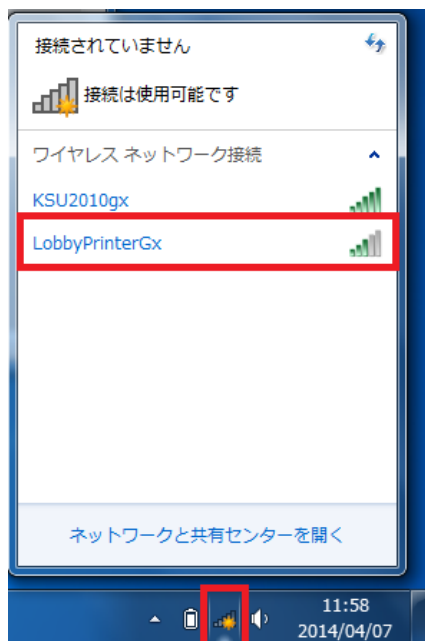 接続されていません
接続は使用可能です
ワイヤレス ネットワーク接続
KSU2010gx
LobbyPrinterGx
ネットワークと共有センターを開く
11:58
2014/04/07